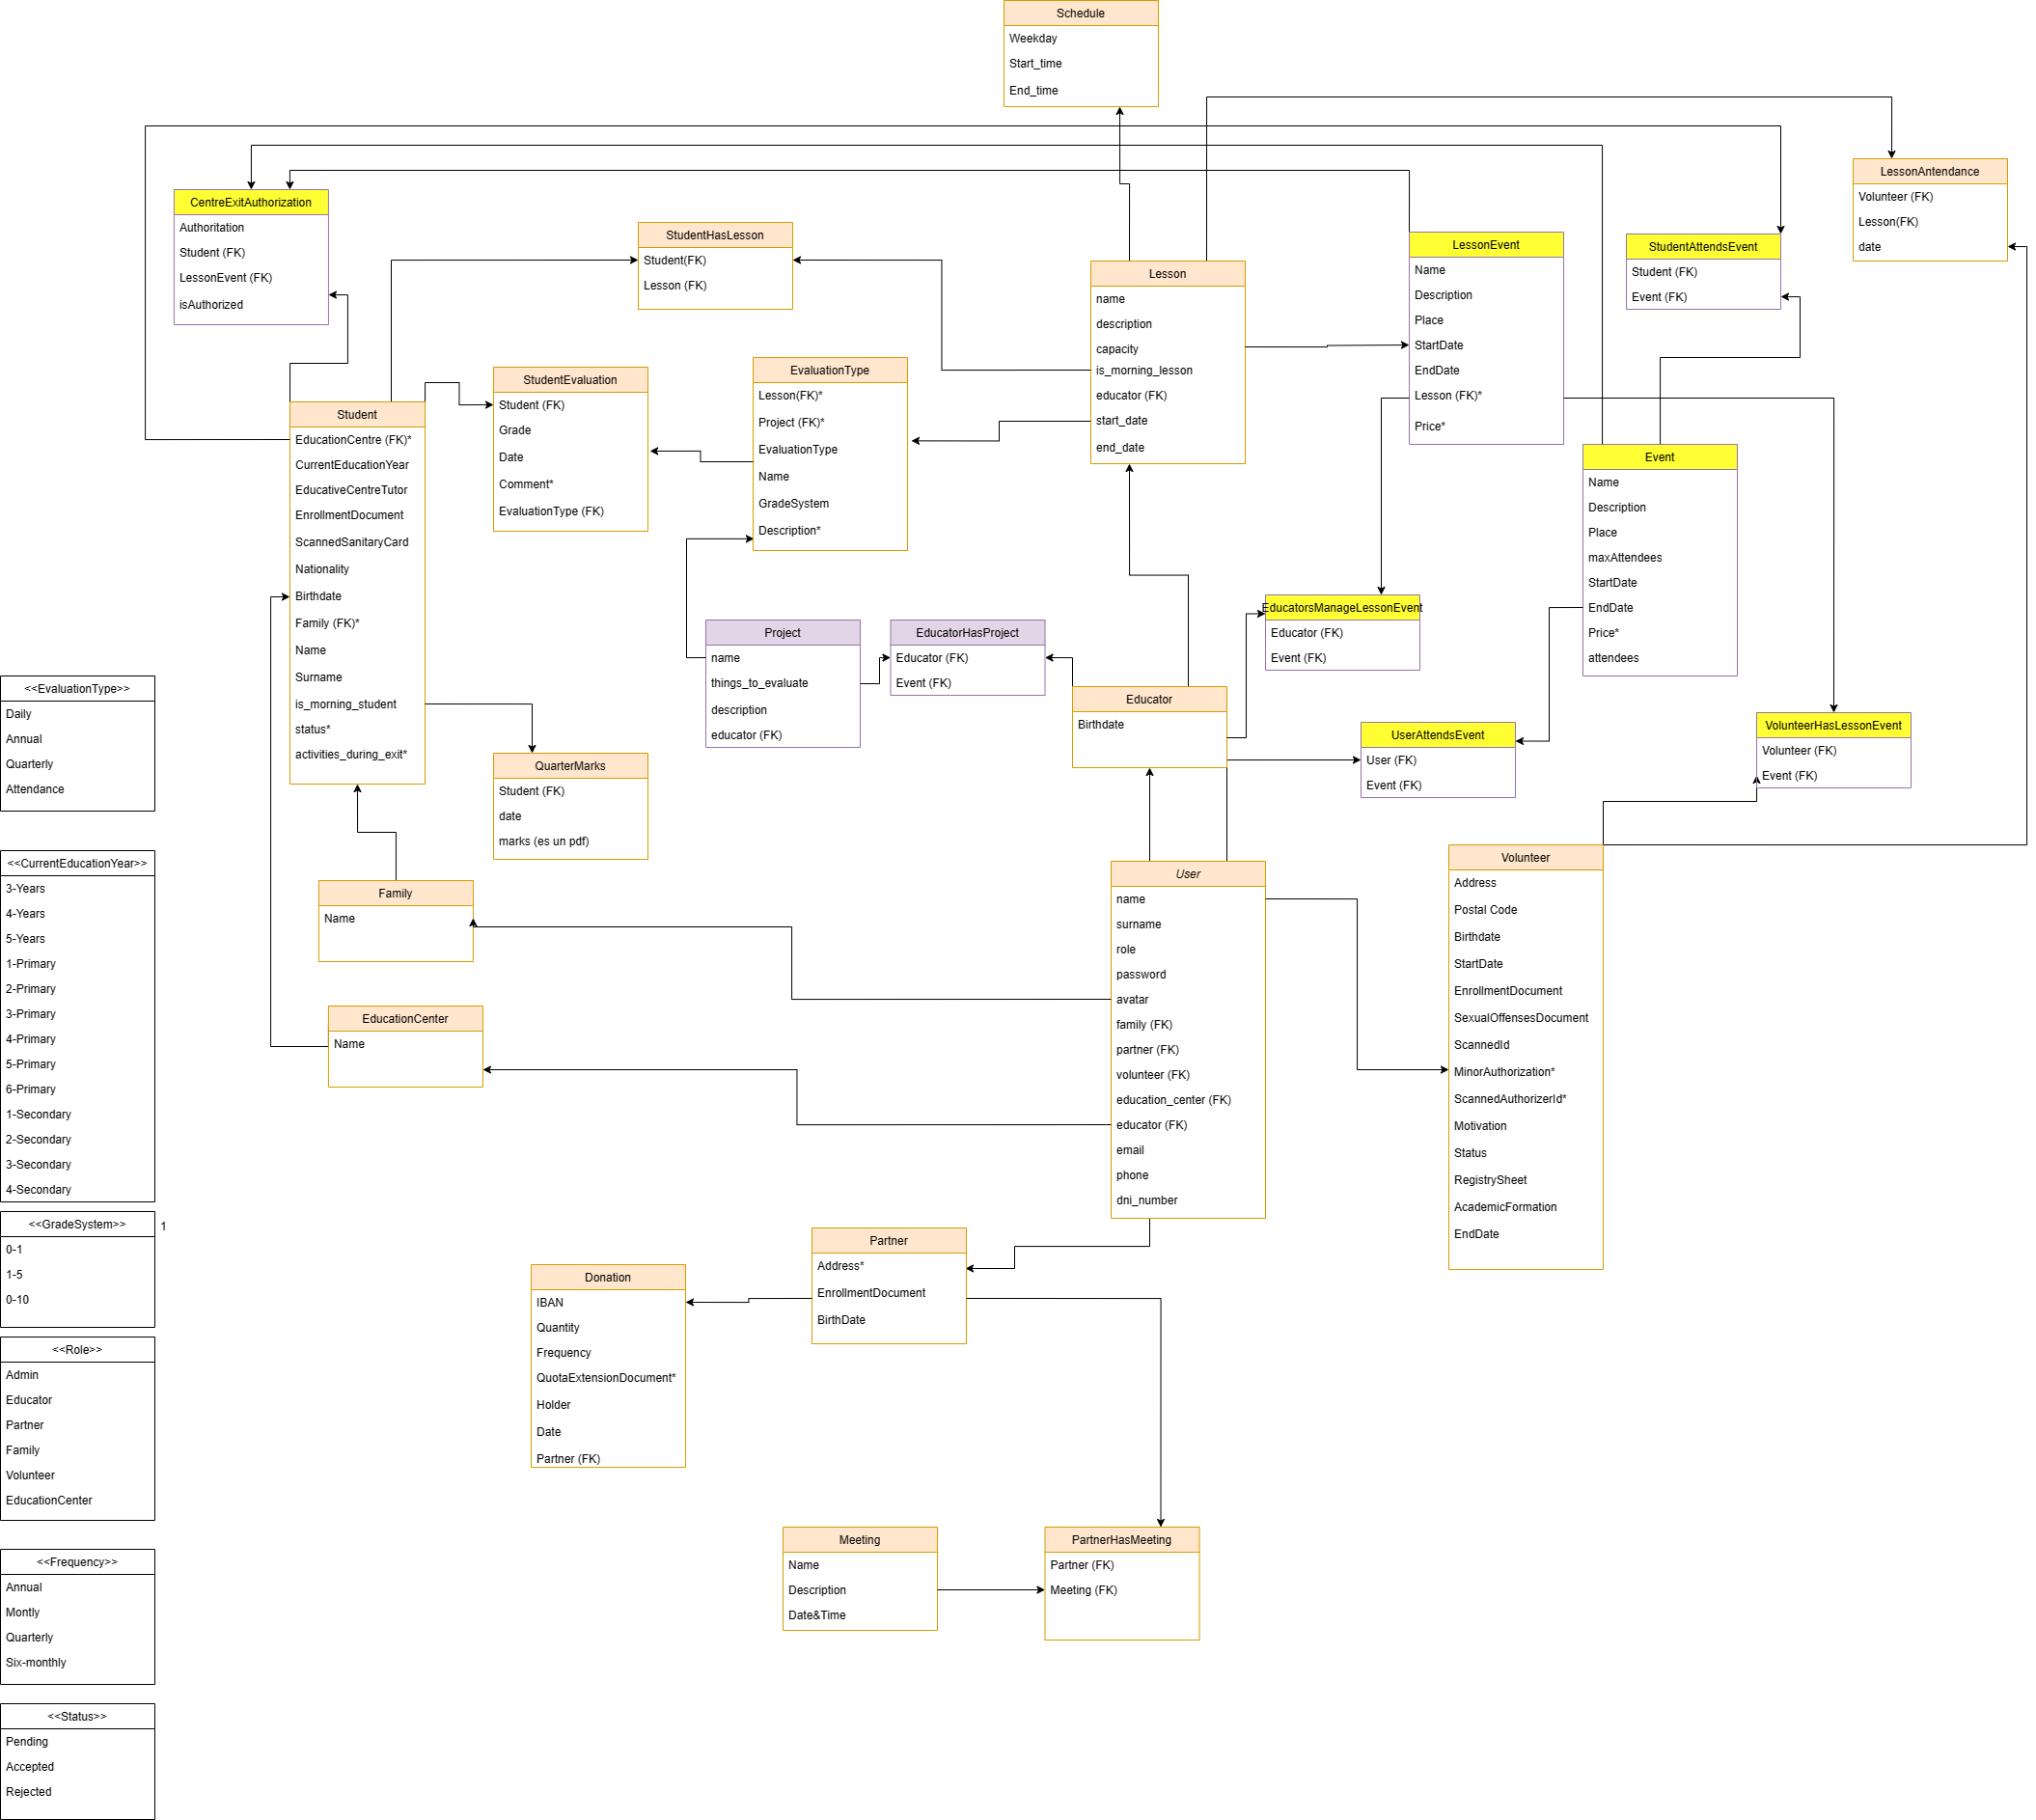 Schedule
Weekday
Start_time
End_time
LessonAntendance
Volunteer (FK)
Lesson(FK)
date
CentreExitAuthorization
Authoritation
Student (FK)
LessonEvent (FK)
isAuthorized
StudentHasLesson
Student(FK)
Lesson (FK)
Lesson
name
description
capacity
is_morning_lesson
educator (FK)
start_date
end_date
LessonEvent
Name
Description
Place
StartDate
EndDate
Lesson (FK)*
Price*
StudentAttendsEvent
Student (FK)
Event (FK)
StudentEvaluation
Student (FK)
Grade
Date
Comment*
EvaluationType (FK)
EvaluationType
Lesson(FK)*
Project (FK)*
EvaluationType
Name
GradeSystem
Description*
Student
EducationCentre (FK)*
CurrentEducationYear
EducativeCentreTutor
EnrollmentDocument
ScannedSanitaryCard
Nationality
Birthdate
Family (FK)*
Name
Surname
is_morning_student
status*
activities_during_exit*
Event
Name
Description
Place
maxAttendees
StartDate
EndDate
Price*
attendees
EducatorsManageLessonEvent
Educator (FK)
Event (FK)
Project
name
things_to_evaluate
description
educator (FK)
EducatorHasProject
Educator (FK)
Event (FK)
Educator
Birthdate
UserAttendsEvent
User (FK)
Event (FK)
VolunteerHasLessonEvent
Volunteer (FK)
Event (FK)
<<EvaluationType>>
Daily
Annual
Quarterly
Attendance
QuarterMarks
Student (FK)
date
marks (es un pdf)
<<CurrentEducationYear>>
3-Years
4-Years
5-Years
1-Primary
2-Primary
3-Primary
4-Primary
5-Primary
6-Primary
1-Secondary
2-Secondary
3-Secondary
4-Secondary
Family
Name
EducationCenter
Name
User
name
surname
role
password
avatar
family (FK)
partner (FK)
volunteer (FK)
education_center (FK)
educator (FK)
email
phone
dni_number
Volunteer
Address
Postal Code
Birthdate
StartDate
EnrollmentDocument
SexualOffensesDocument
ScannedId
MinorAuthorization*
ScannedAuthorizerId*
Motivation
Status
RegistrySheet
AcademicFormation
EndDate
<<GradeSystem>>
1
0-1
1-5
0-10
Partner
Address*
EnrollmentDocument
BirthDate
Donation
IBAN
Quantity
Frequency
QuotaExtensionDocument*
Holder
Date
Partner (FK)
<<Role>>
Admin
Educator
Partner
Family
Volunteer
EducationCenter
Meeting
Name
Description
Date&Time
PartnerHasMeeting
Partner (FK)
Meeting (FK)
<<Frequency>>
Annual
Montly
Quarterly
Six-monthly
<<Status>>
Pending
Accepted
Rejected